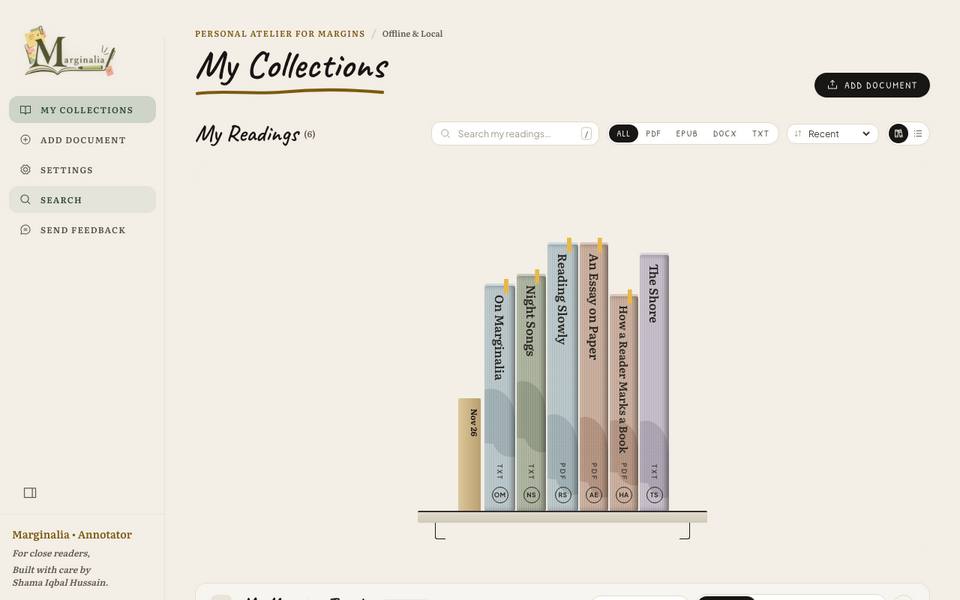 Marginalia
MY COLLECTIONS
ADD DOCUMENT
SETTINGS
SEARCH
SEND FEEDBACK
Marginalia • Annotator
For close readers,
Built with care by
Shama Iqbal Hussain.
PERSONAL ATELIER FOR MARGINS / Offline & Local
My Collections
ADD DOCUMENT
My Readings (6)
Search my readings...
/
ALL PDF EPUB DOCX TXT
Recent
Nov 26
On Marginalia
TXT
OM
Night Songs
TXT
NS
Reading Slowly
PDF
RS
An Essay on Paper
PDF
AE
How a Reader Marks a Book
PDF
HA
The Shore
TXT
TS